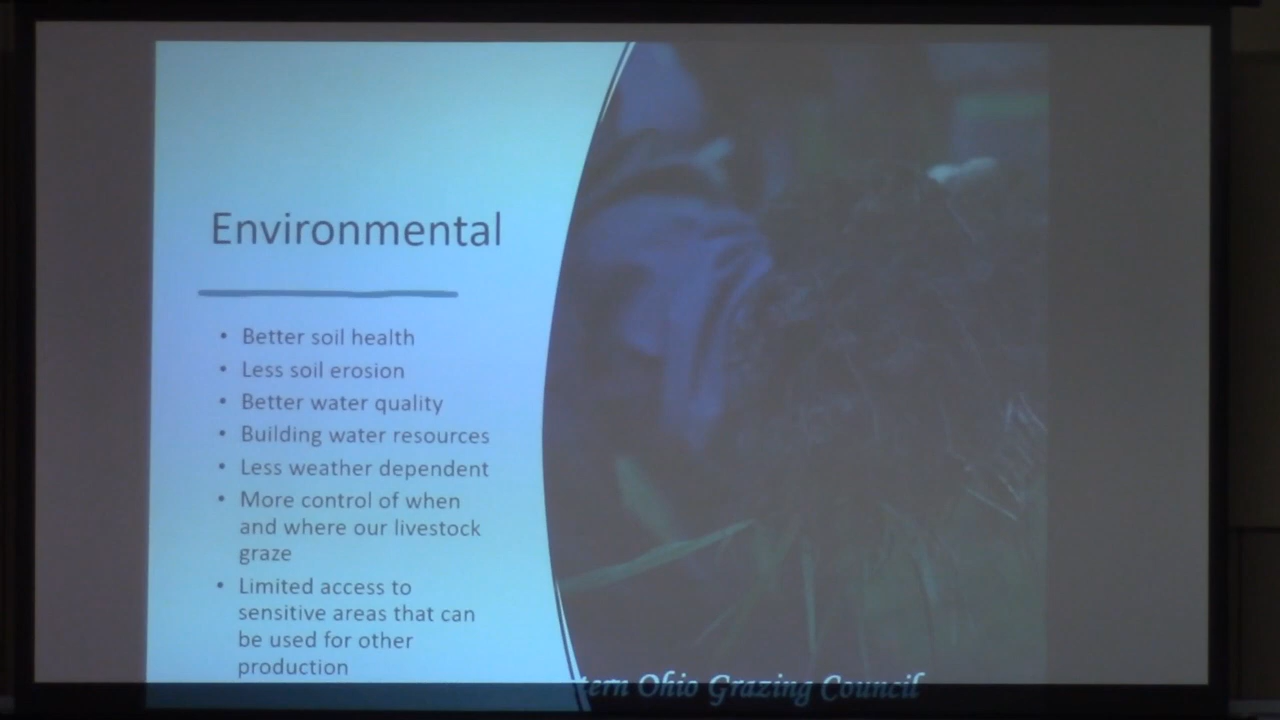 Environmental
• Better soil health
• Less soil erosion
• Better water quality
• Building water resources
• Less weather dependent
• More control of when
and where our livestock
graze
• Limited access to
sensitive areas that can
be used for other
production
tern Ohio Grazing Council